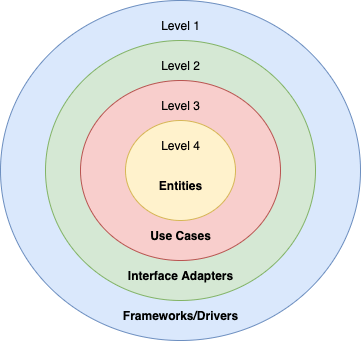 Level 1
Level 2
Level 3
Level 4
Entities
Use Cases
Interface Adapters
Frameworks/Drivers